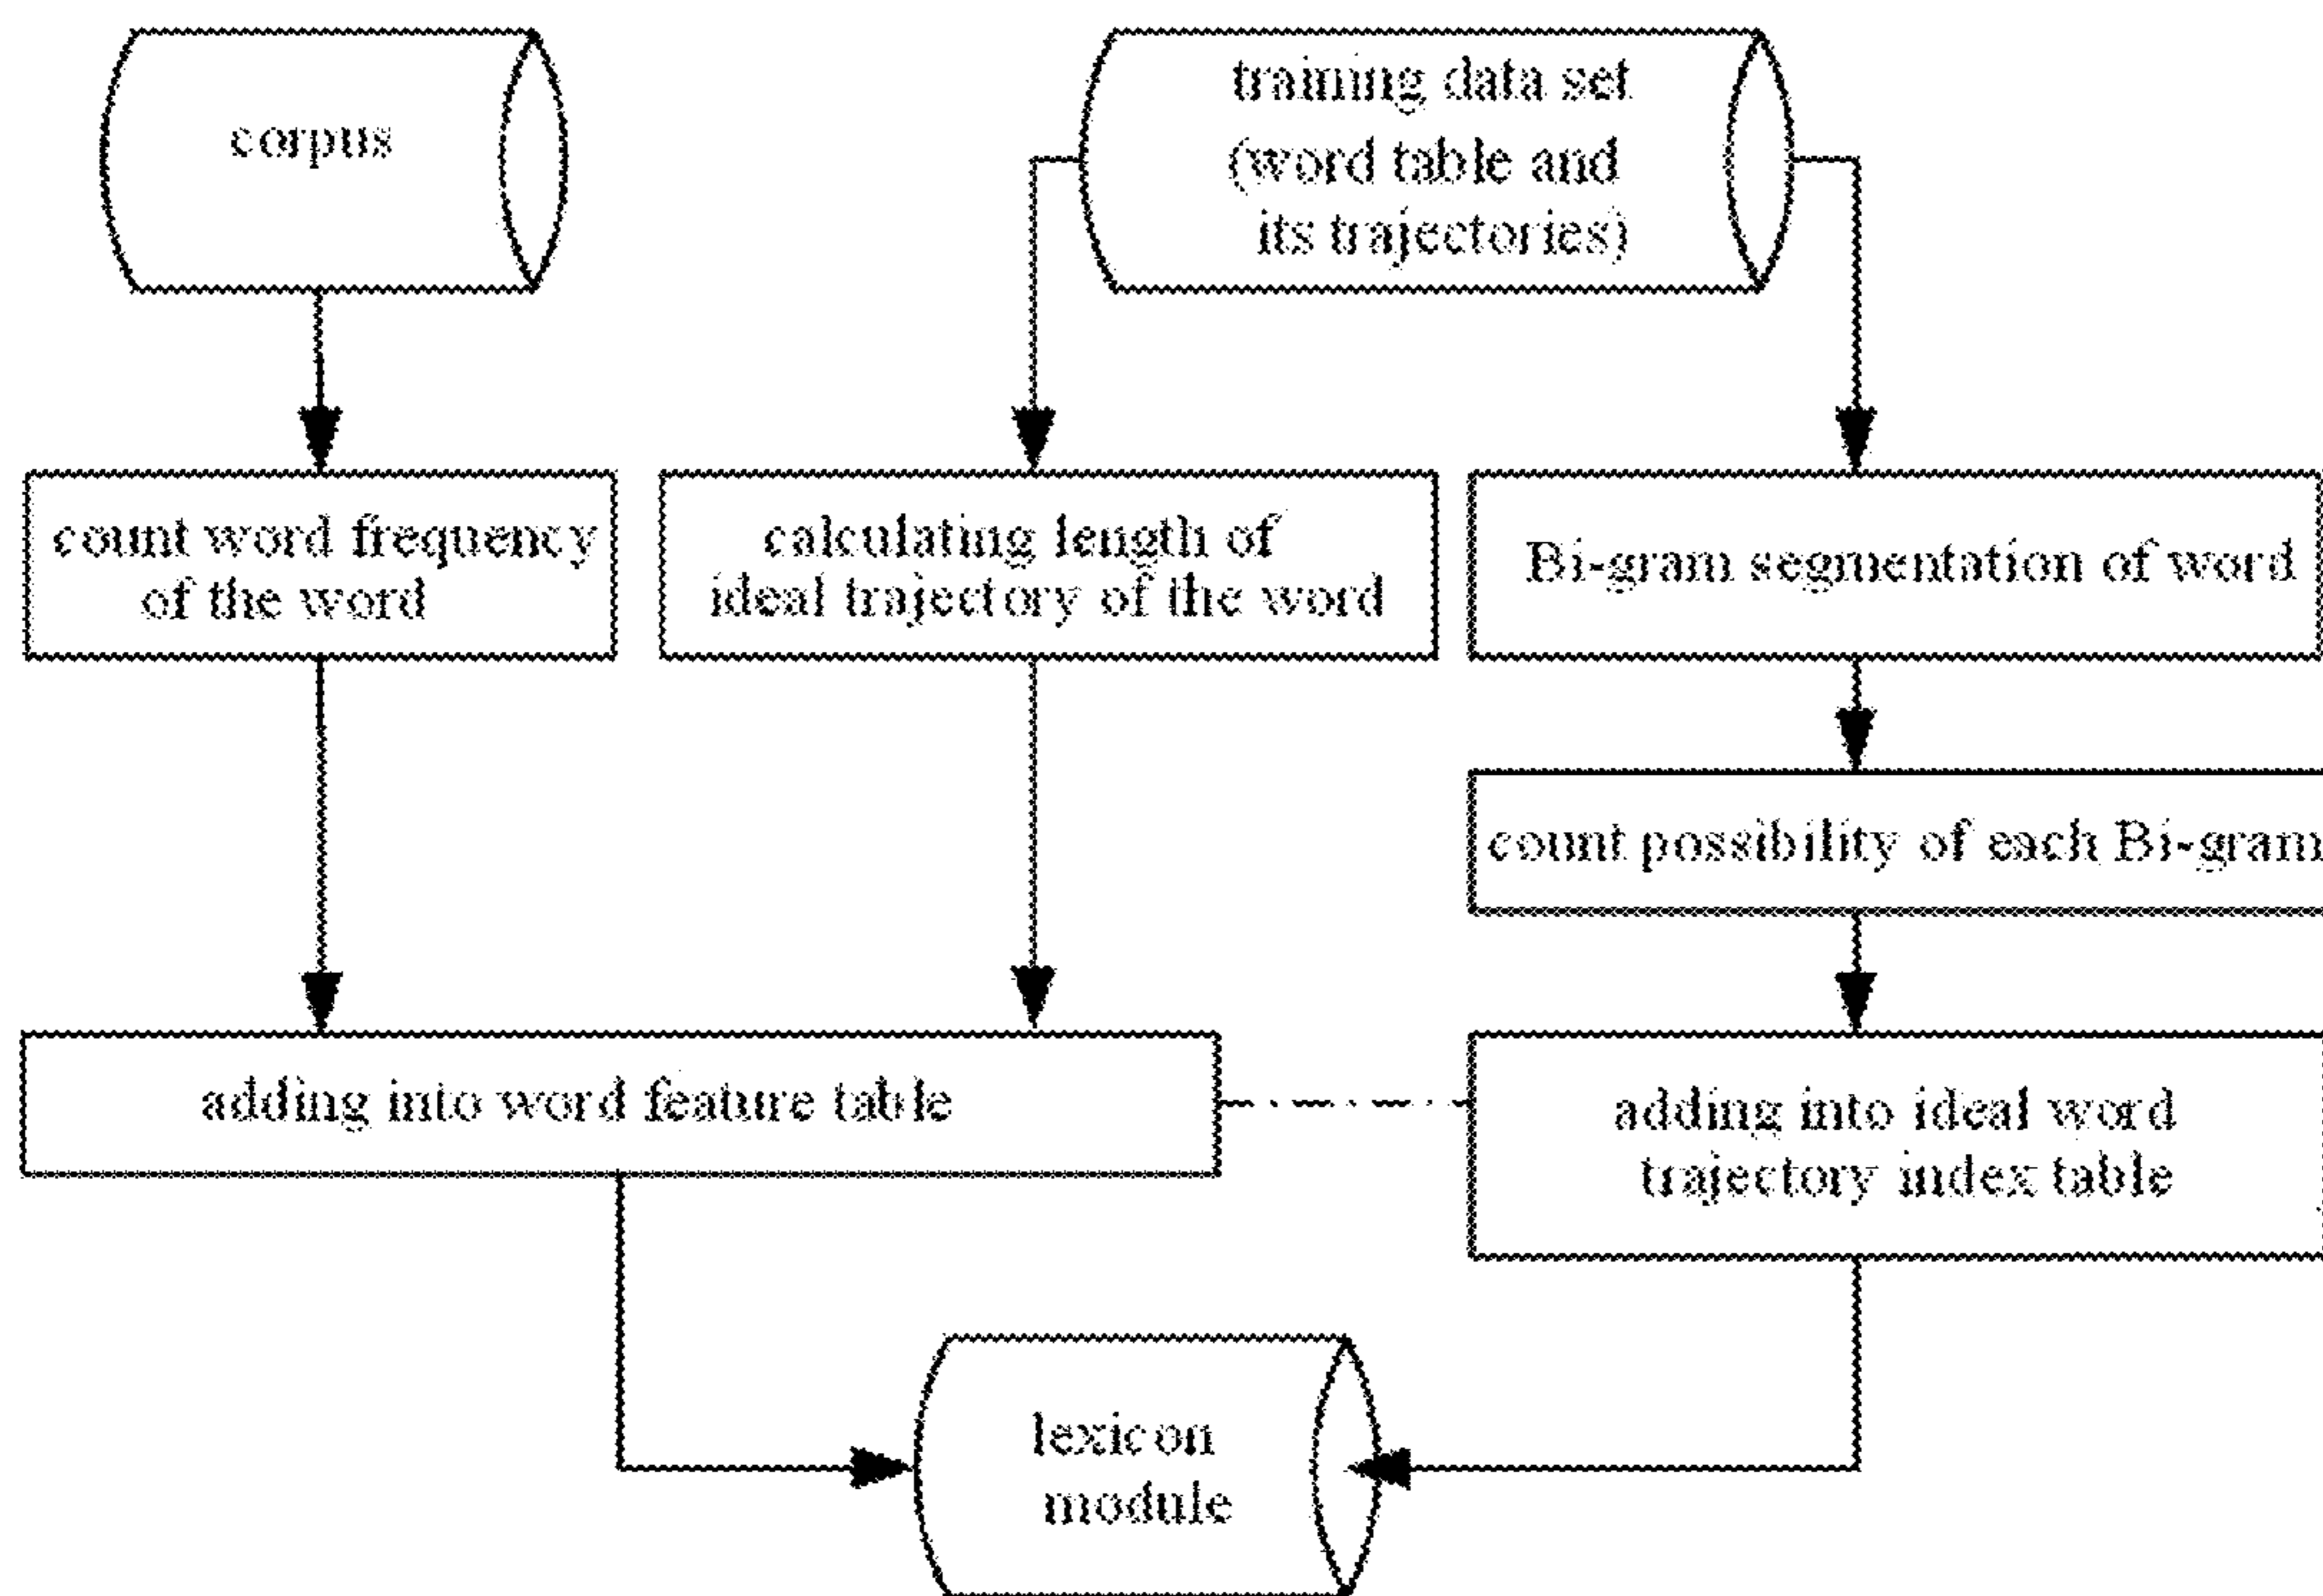 corpus
training data set
(word table and
its trajectories)
count word frequency
of the word
calculating length of
ideal trajectory of the word
Bi-gram segmentation of word
count possibility of each Bi-gram
adding into word feature table
adding into ideal word
trajectory index table
lexicon
module